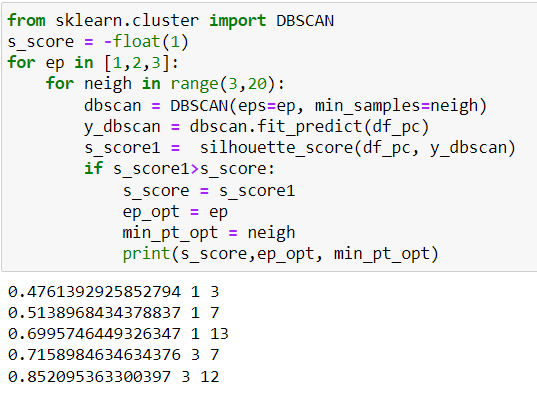 from sklearn.cluster import DBSCAN
s_score = -float(1)
for ep in [1,2,3]:
    for neigh in range(3,20):
        dbscan = DBSCAN(eps=ep, min_samples=neigh)
        y_dbscan = dbscan.fit_predict(df_pc)
        s_score1 =  silhouette_score(df_pc, y_dbscan)
        if s_score1>s_score:
            s_score = s_score1
            ep_opt = ep
            min_pt_opt = neigh
            print(s_score,ep_opt, min_pt_opt)
0.4761392925852794 1 3
0.5138968434378837 1 7
0.6995746449326347 1 13
0.7158984634634376 3 7
0.852095363300397 3 12